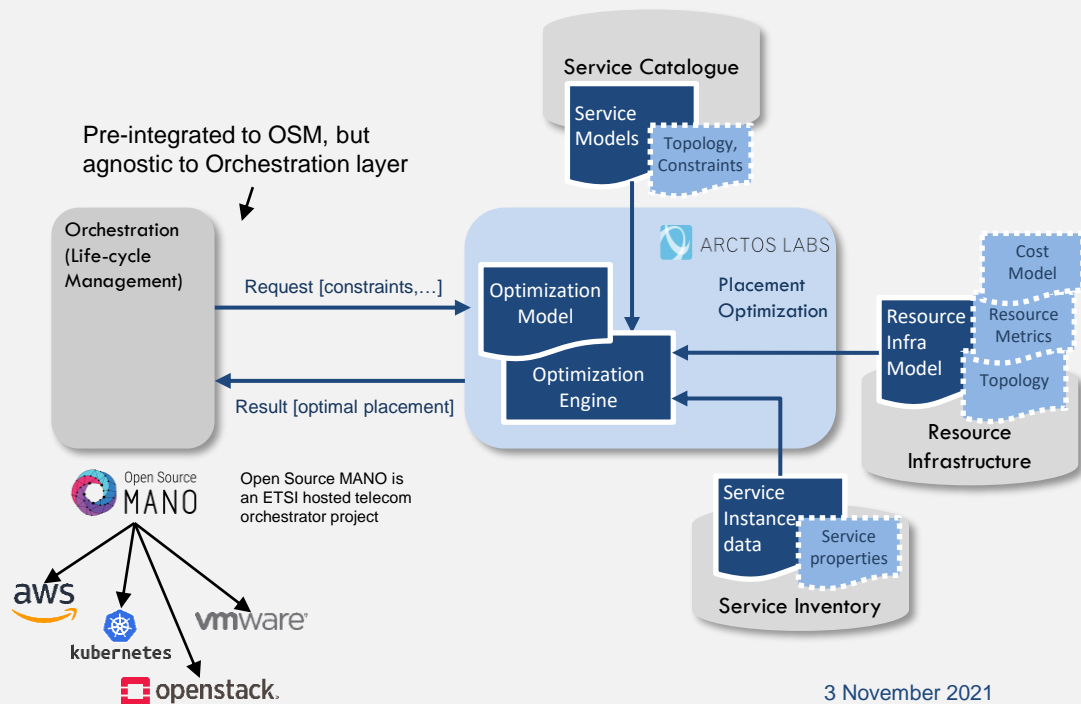 Service Catalogue
Service
Models
Topology,
Constraints
Pre-integrated to OSM, but
agnostic to Orchestration layer
Orchestration
(Life-cycle
Management)
Request [constraints,…]
Result [optimal placement]
ARCTOS LABS
Placement
Optimization
Optimization
Model
Optimization
Engine
Cost
Model
Resource
Metrics
Topology
Resource
Infra
Model
Resource
Infrastructure
Open Source
MANO
Open Source MANO is
an ETSI hosted telecom
orchestrator project
Service
Instance
data
Service
properties
Service Inventory
aws
kubernetes
vmware®
openstack.
3 November 2021